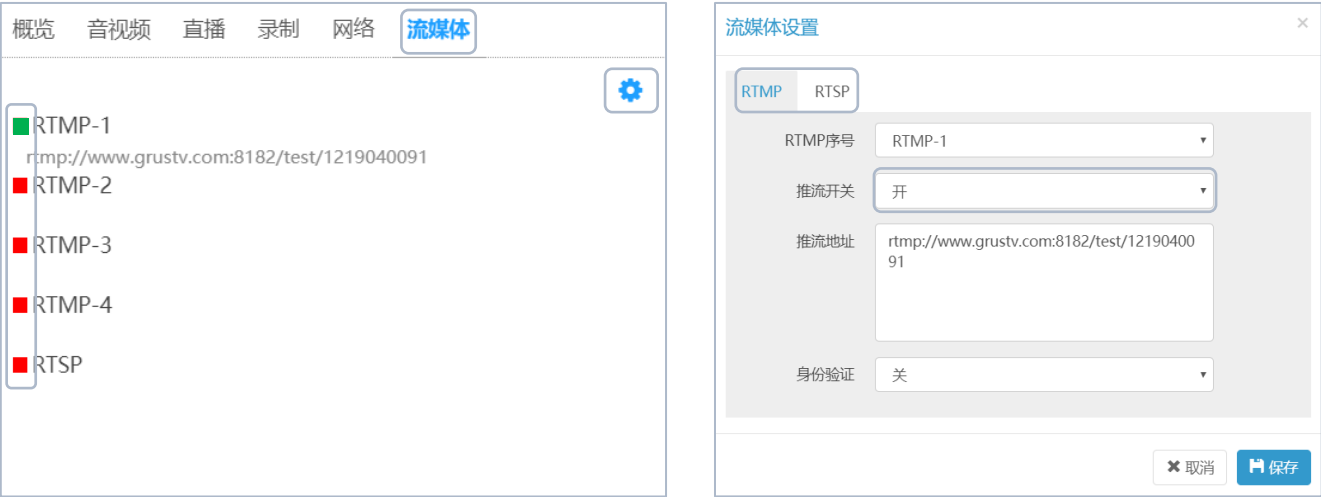 概览 音视频 直播 录制 网络 流媒体
RTMP-1
rtmp://www.grustv.com:8182/test/1219040091
RTMP-2
RTMP-3
RTMP-4
RTSP
流媒体设置 ×
RTMP RTSP
RTMP序号 RTMP-1
推流开关 开
推流地址 rtmp://www.grustv.com:8182/test/12190400
91
身份验证 关
取消 保存